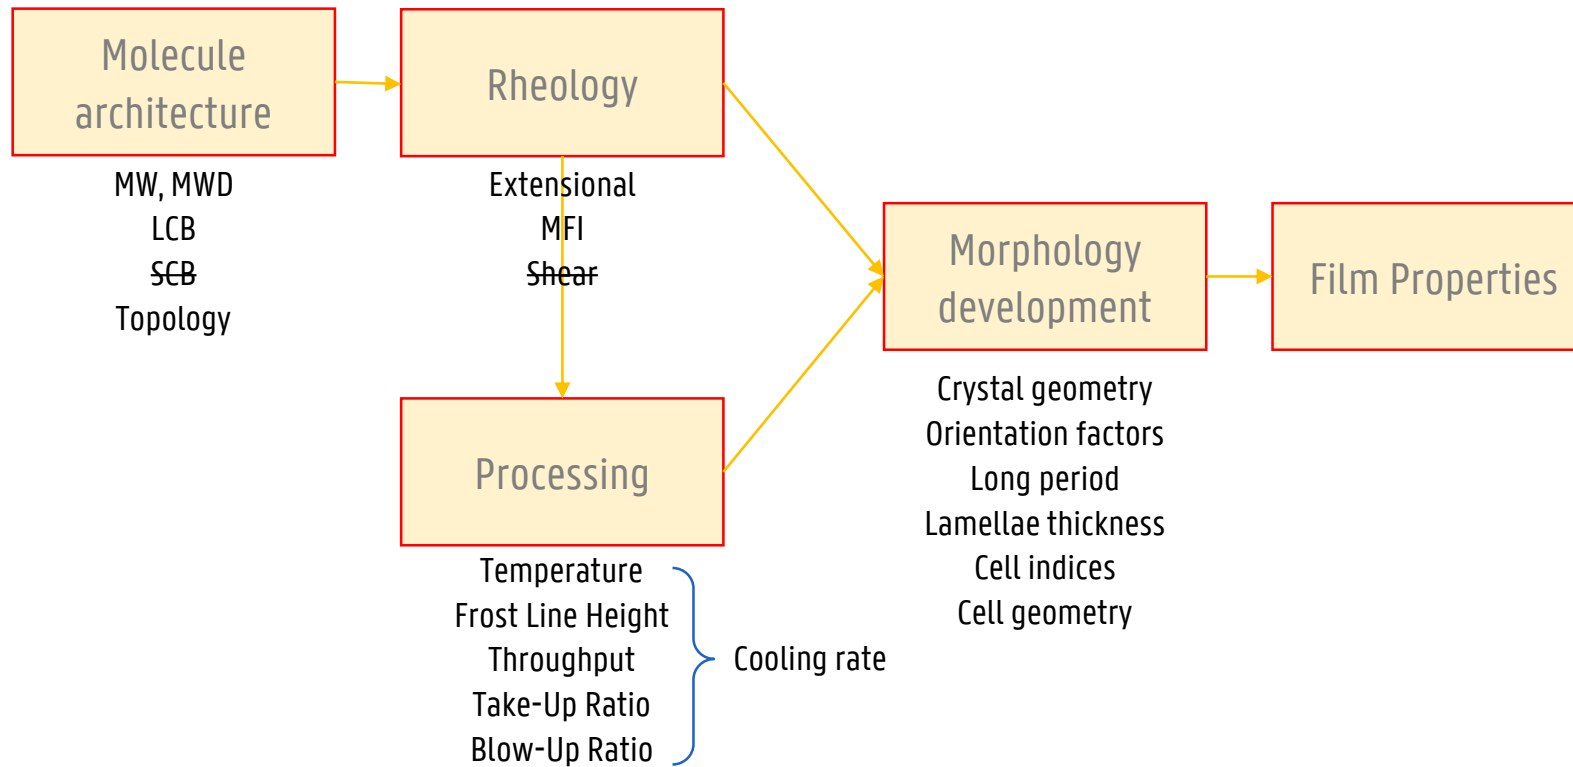 Molecule
architecture
MW, MWD
LCB
SCB
Topology
Rheology
Extensional
MFI
Shear
Processing
Temperature
Frost Line Height
Throughput
Take-Up Ratio
Blow-Up Ratio
Cooling rate
Morphology
development
Crystal geometry
Orientation factors
Long period
Lamellae thickness
Cell indices
Cell geometry
Film Properties